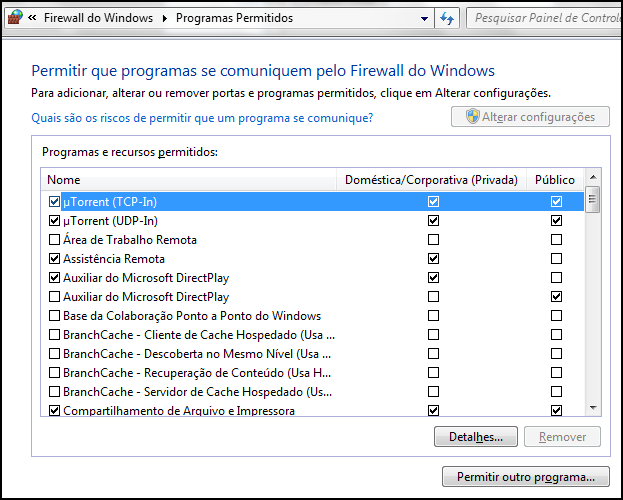 « Firewall do Windows ▸ Programas Permitidos
Pesquisar Painel de Controle
Permitir que programas se comuniquem pelo Firewall do Windows
Para adicionar, alterar ou remover portas e programas permitidos, clique em Alterar configurações.
Quais são os riscos de permitir que um programa se comunique?
Alterar configurações
Programas e recursos permitidos:
Nome Doméstica/Corporativa (Privada) Público
µTorrent (TCP-In)
µTorrent (UDP-In)
Área de Trabalho Remota
Assistência Remota
Auxiliar do Microsoft DirectPlay
Auxiliar do Microsoft DirectPlay
Base da Colaboração Ponto a Ponto do Windows
BranchCache - Cliente de Cache Hospedado (Usa ...
BranchCache - Descoberta no Mesmo Nível (Usa ...
BranchCache - Recuperação de Conteúdo (Usa H...
BranchCache - Servidor de Cache Hospedado (Us...
Compartilhamento de Arquivo e Impressora
Detalhes... Remover
Permitir outro programa...